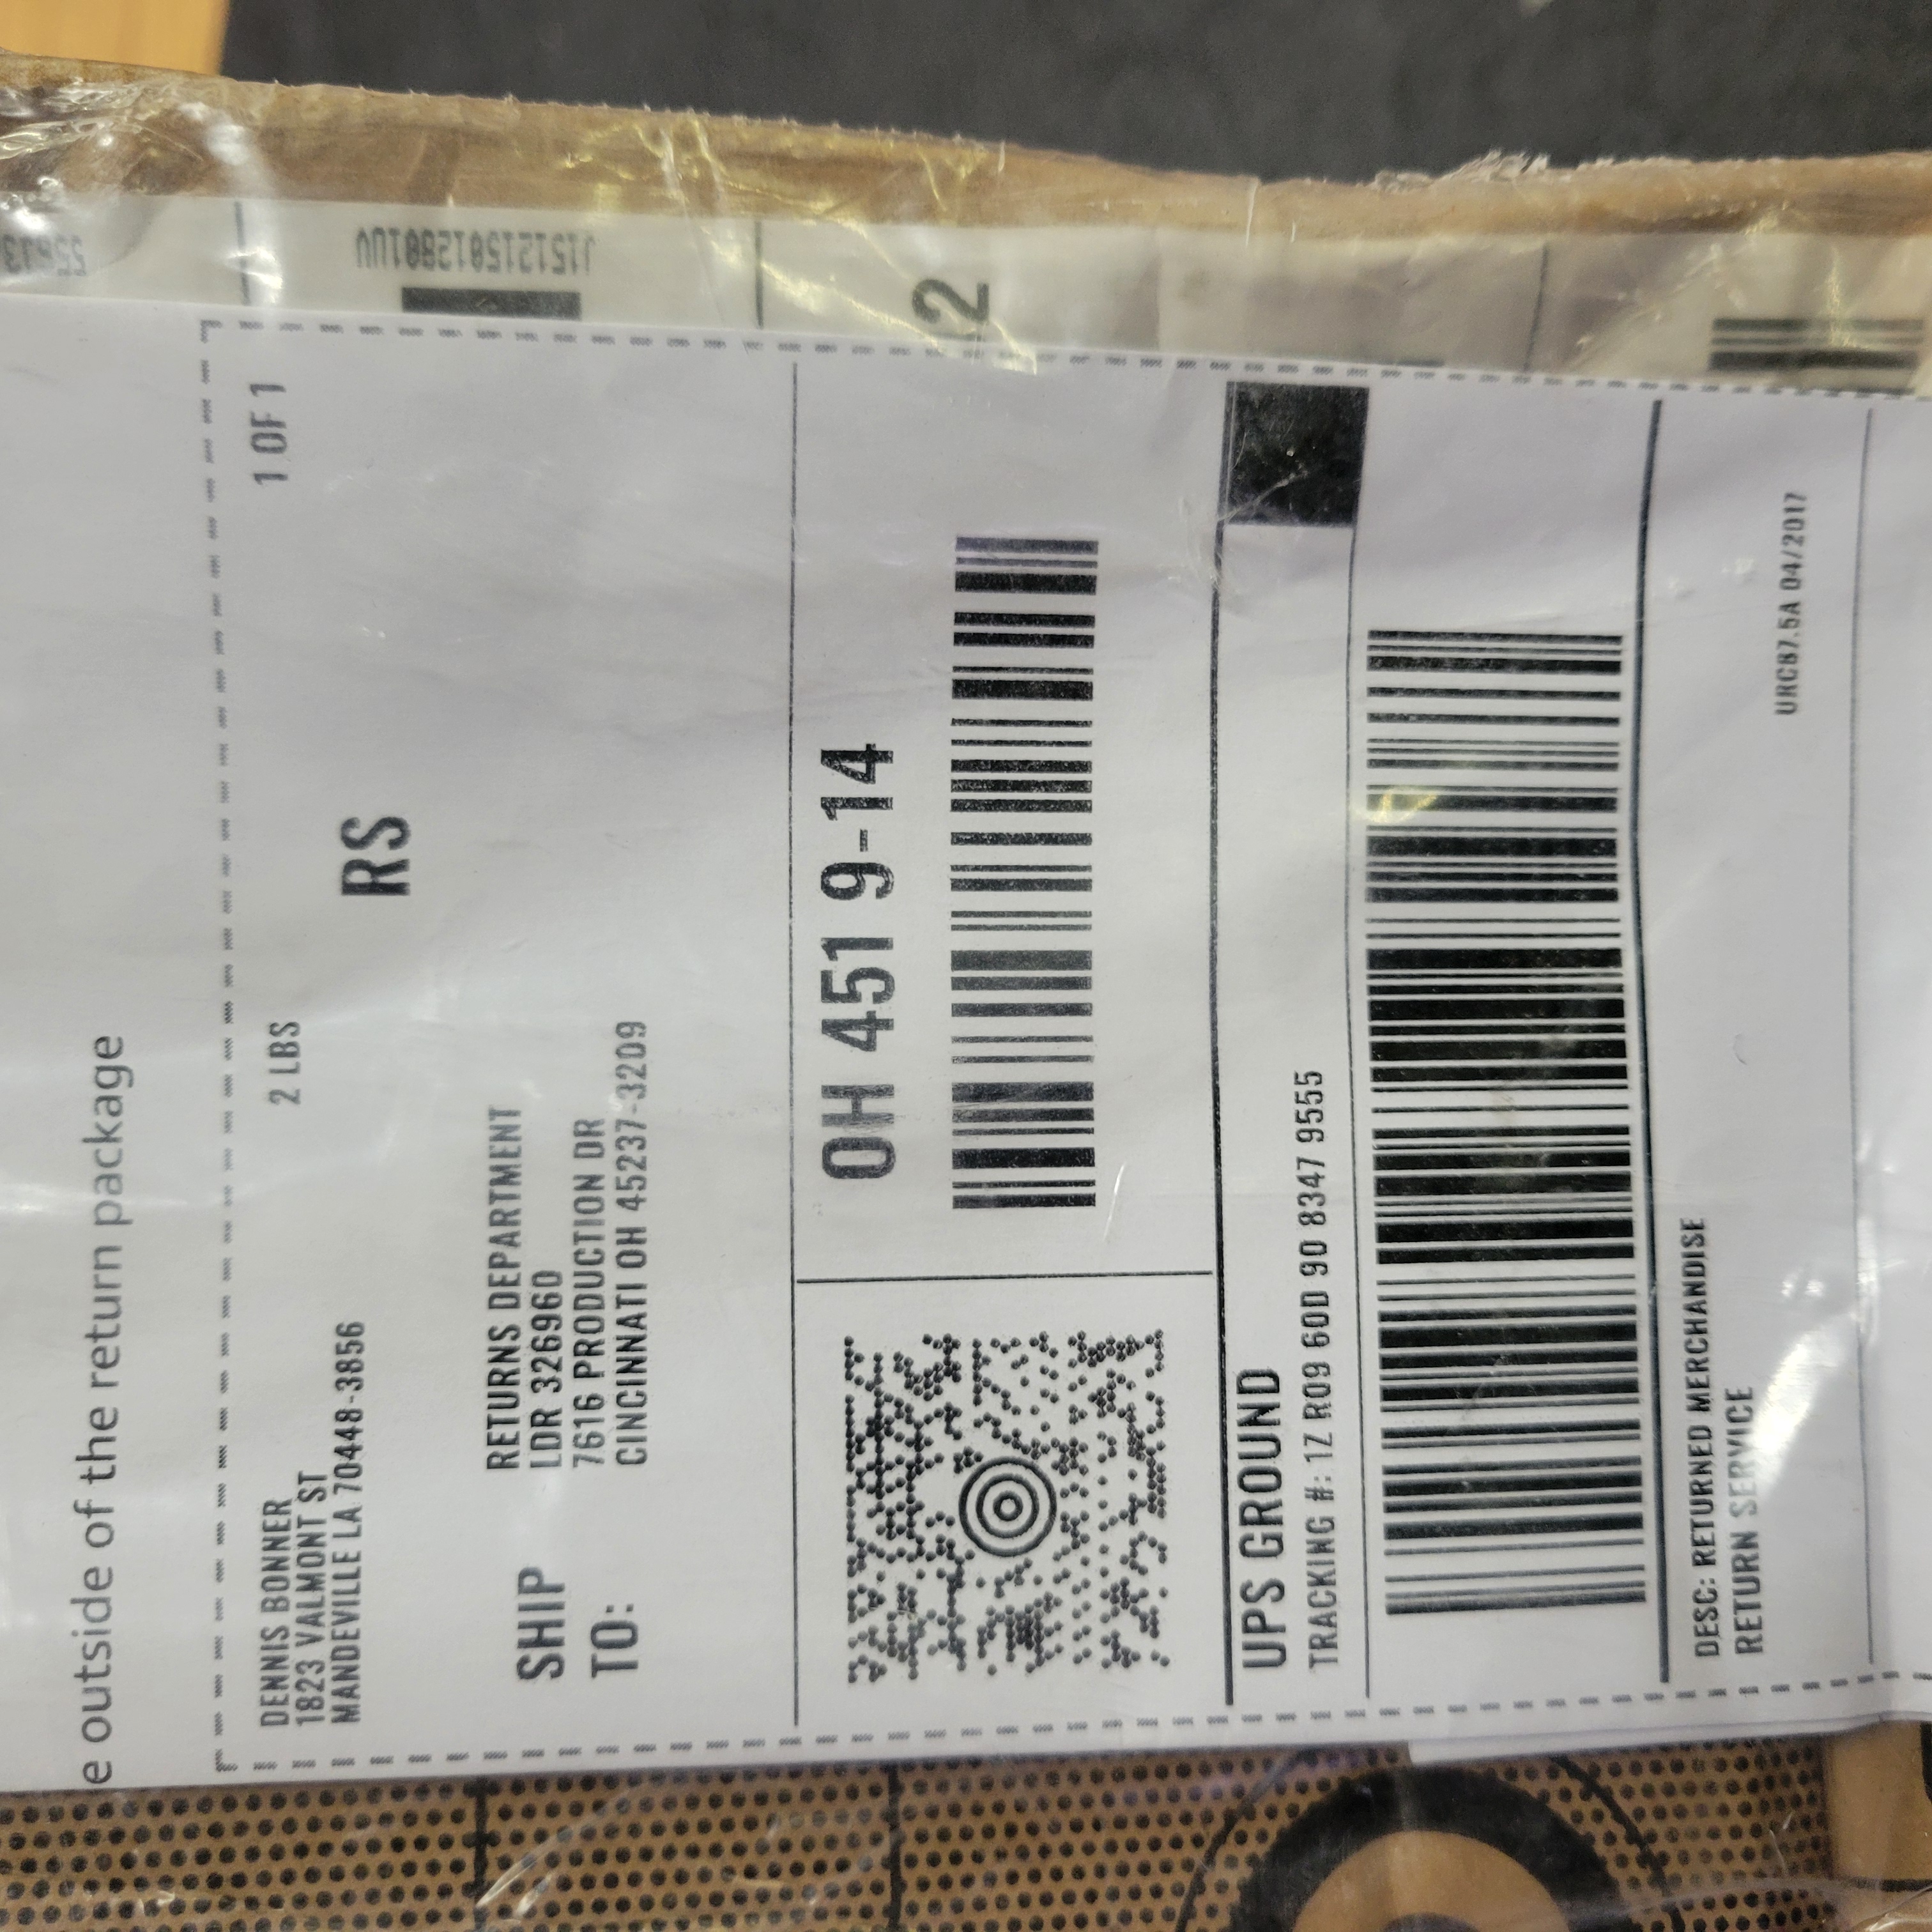 e outside of the return package
DENNIS BONNER
1823 VALMONT ST
MANDEVILLE LA 70448-3856
2 LBS
1 OF 1
RS
SHIP
TO:
RETURNS DEPARTMENT
LDR 326960
7616 PRODUCTION DR
CINCINNATI OH 45237-3209
OH 451 9-14
UPS GROUND
TRACKING #: 1Z R09 60D 90 8347 9555
DESC: RETURNED MERCHANDISE
RETURN SERVICE
URC87.5A 04/2017
J151215012801UV
2